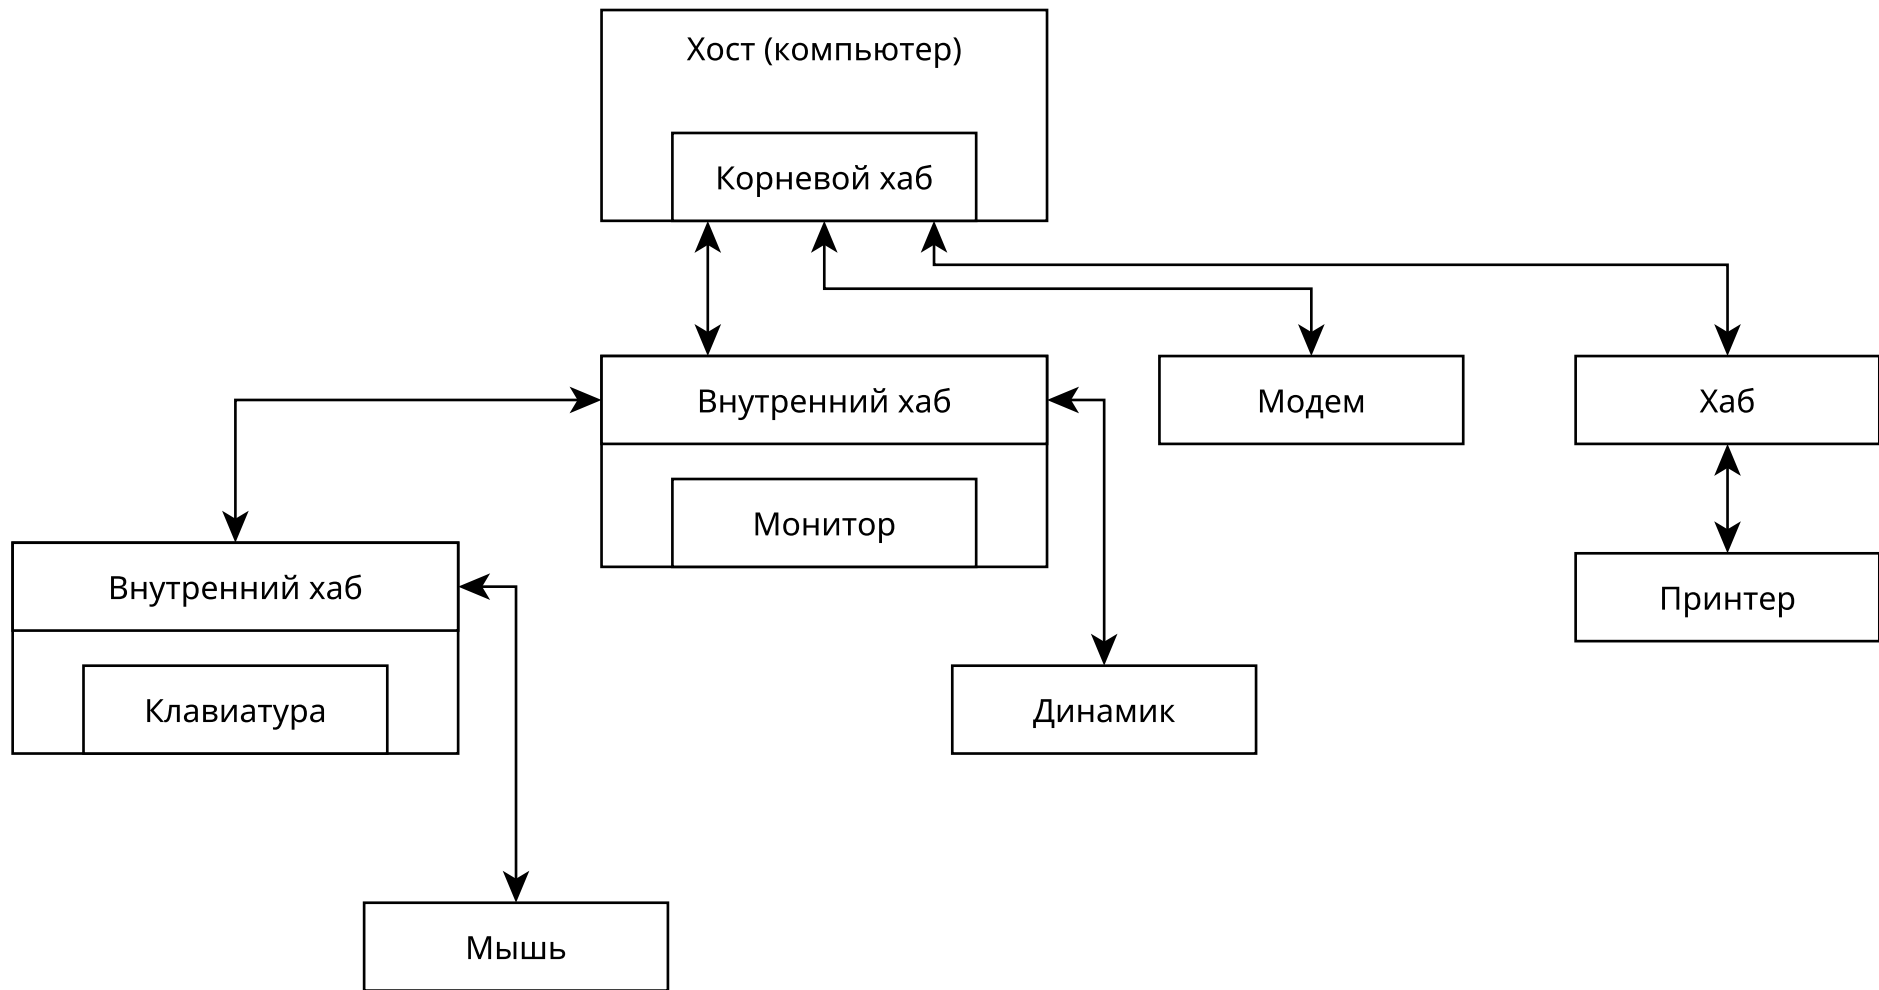 Хост (компьютер)
Корневой хаб
Внутренний хаб
Модем
Хаб
Монитор
Внутренний хаб
Принтер
Клавиатура
Динамик
Мышь